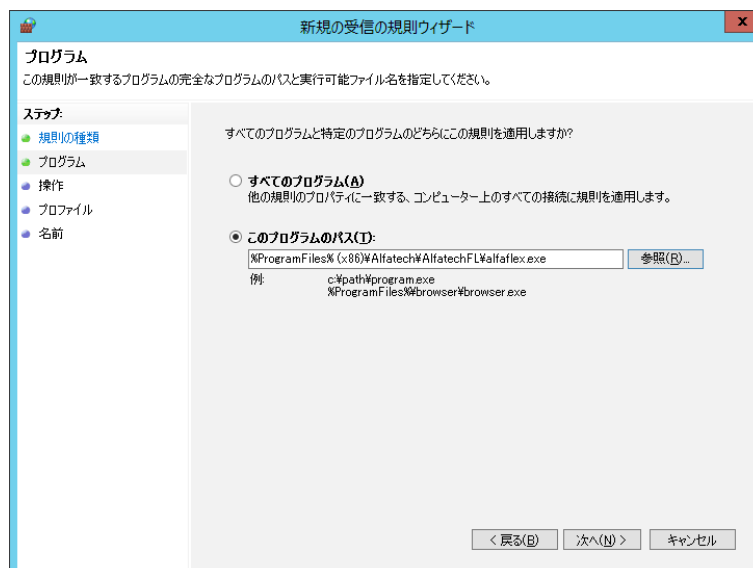 新規の受信の規則ウィザード
x
プログラム
この規則が一致するプログラムの完全なプログラムのパスと実行可能ファイル名を指定してください。
ステップ:
規則の種類
プログラム
操作
プロファイル
名前
すべてのプログラムと特定のプログラムのどちらにこの規則を適用しますか?
すべてのプログラム(A)
他の規則のプロパティに一致する、コンピューター上のすべての接続に規則を適用します。
このプログラムのパス(T):
%ProgramFiles% (x86)¥Alfatech¥AlfatechFL¥alfaflex.exe
参照(R)...
例: c:¥path¥program.exe
%ProgramFiles%¥browser¥browser.exe
< 戻る(B) 次へ(N) > キャンセル